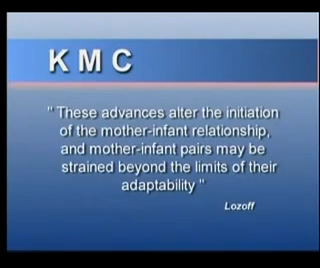 K M C
" These advances alter the initiation
of the mother-infant relationship,
and mother-infant pairs may be
strained beyond the limits of their
adaptability "
Lozoff